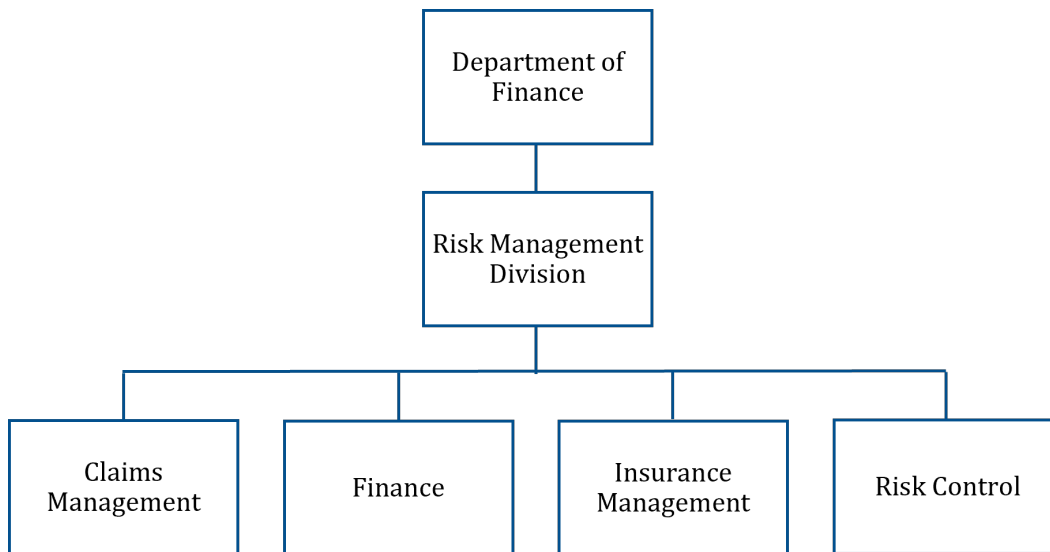 Department of
Finance
Risk Management
Division
Claims
Management
Finance
Insurance
Management
Risk Control